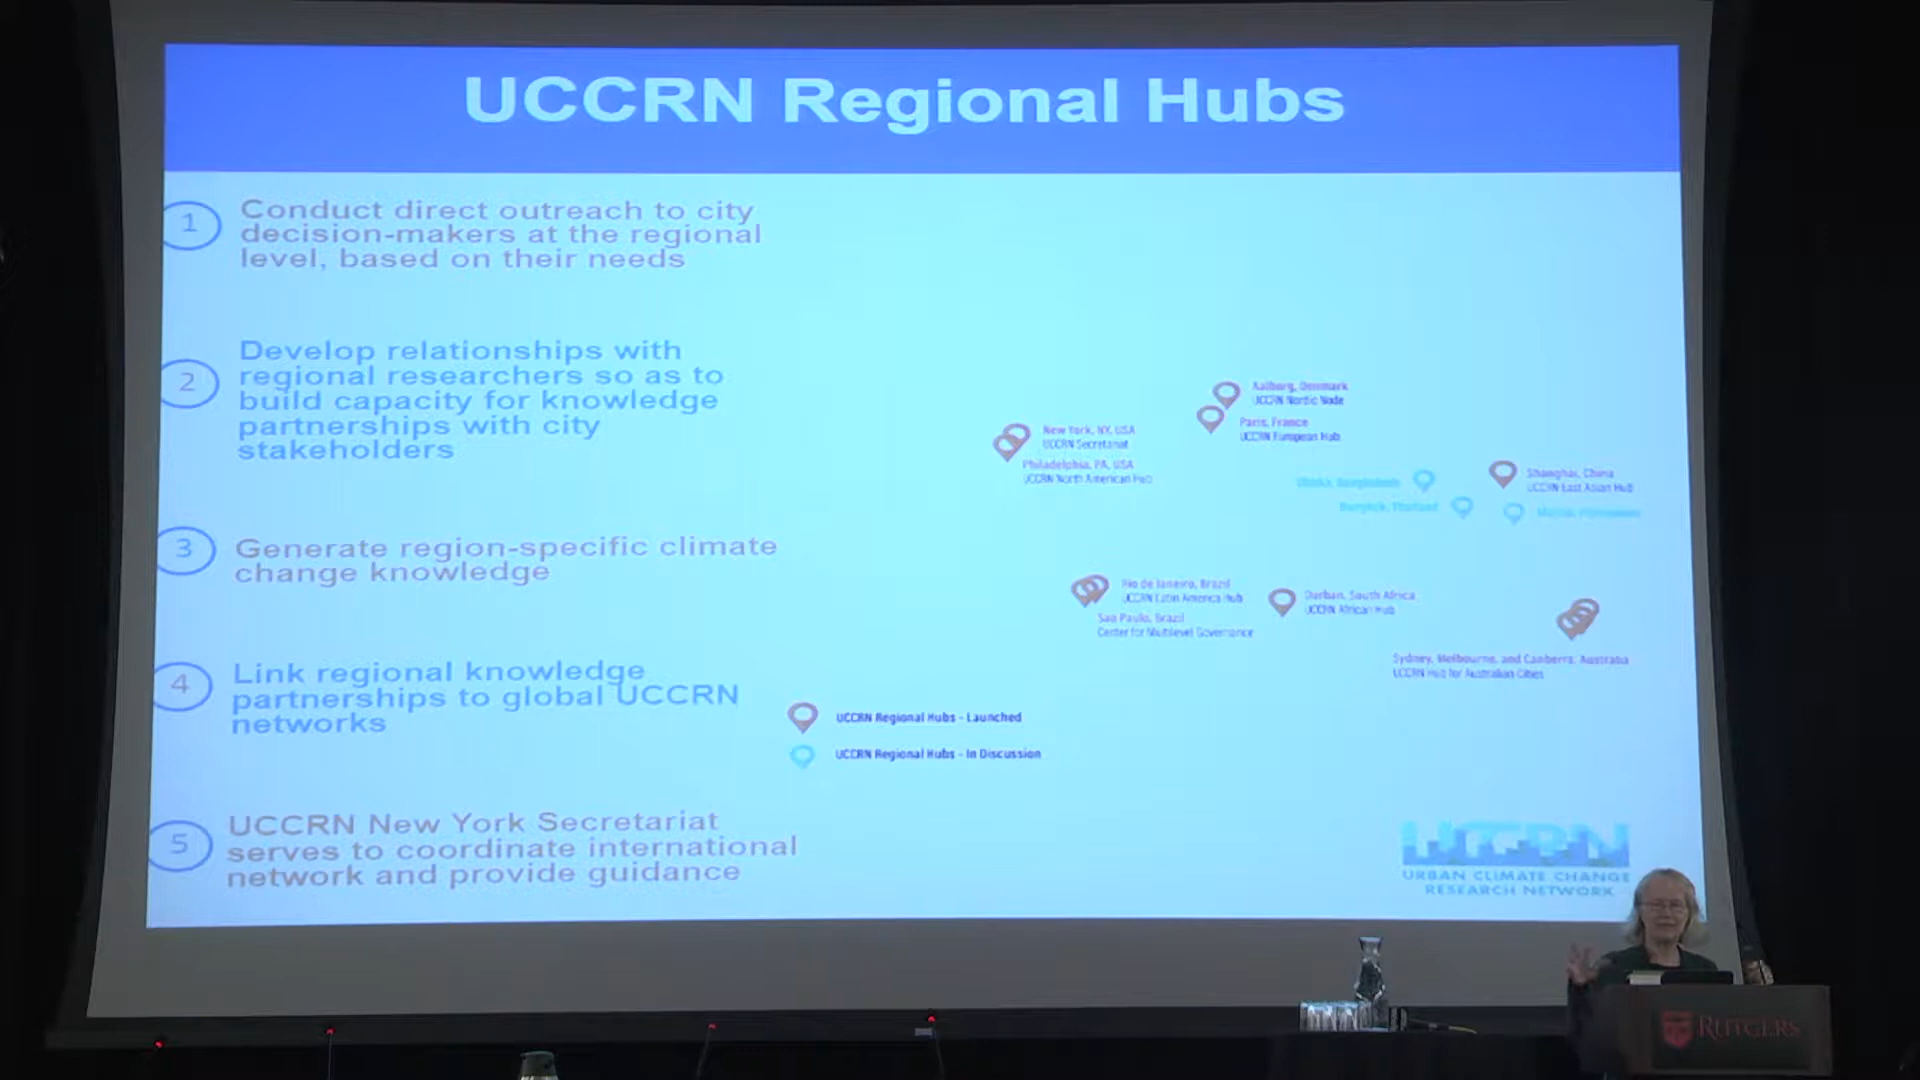 UCCRN Regional Hubs
1
Conduct direct outreach to city
decision-makers at the regional
level, based on their needs
2
Develop relationships with
regional researchers so as to
build capacity for knowledge
partnerships with city
stakeholders
3
Generate region-specific climate
change knowledge
4
Link regional knowledge
partnerships to global UCCRN
networks
5
UCCRN New York Secretariat
serves to coordinate international
network and provide guidance
Aalborg, Denmark
UCCRN Nordic Node
Paris, France
UCCRN European Hub
New York, NY, USA
UCCRN Secretariat
Philadelphia, PA, USA
UCCRN North American Hub
Shanghai, China
UCCRN East Asian Hub
Dhaka, Bangladesh
Bangkok, Thailand
Manila, Philippines
Rio de Janeiro, Brazil
UCCRN Latin America Hub
Sao Paulo, Brazil
Center for Multilevel Governance
Durban, South Africa
UCCRN African Hub
Sydney, Melbourne, and Canberra, Australia
UCCRN Hub for Australian Cities
UCCRN Regional Hubs - Launched
UCCRN Regional Hubs - In Discussion
UCCRN
URBAN CLIMATE CHANGE
RESEARCH NETWORK
RUTGERS